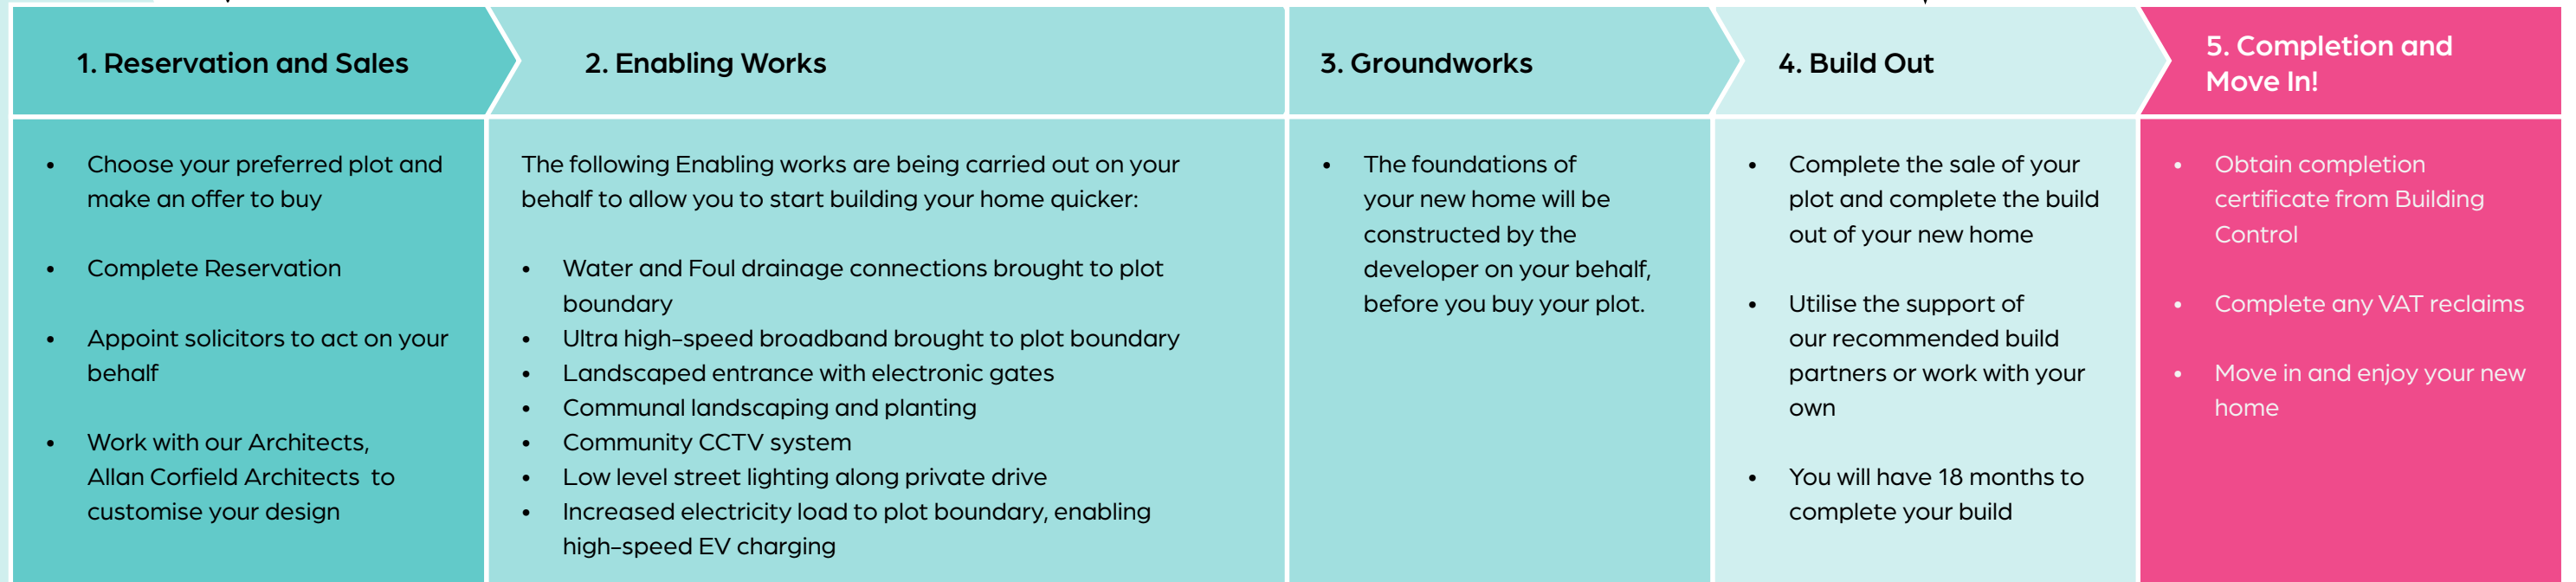 1. Reservation and Sales
2. Enabling Works
3. Groundworks
4. Build Out
5. Completion and
Move In!
• Choose your preferred plot and
make an offer to buy
• Complete Reservation
• Appoint solicitors to act on your
behalf
• Work with our Architects,
Allan Corfield Architects to
customise your design
The following Enabling works are being carried out on your
behalf to allow you to start building your home quicker:
• Water and Foul drainage connections brought to plot
boundary
• Ultra high-speed broadband brought to plot boundary
• Landscaped entrance with electronic gates
• Communal landscaping and planting
• Community CCTV system
• Low level street lighting along private drive
• Increased electricity load to plot boundary, enabling
high-speed EV charging
• The foundations of
your new home will be
constructed by the
developer on your behalf,
before you buy your plot.
• Complete the sale of your
plot and complete the build
out of your new home
• Utilise the support of
our recommended build
partners or work with your
own
• You will have 18 months to
complete your build
• Obtain completion
certificate from Building
Control
• Complete any VAT reclaims
• Move in and enjoy your new
home